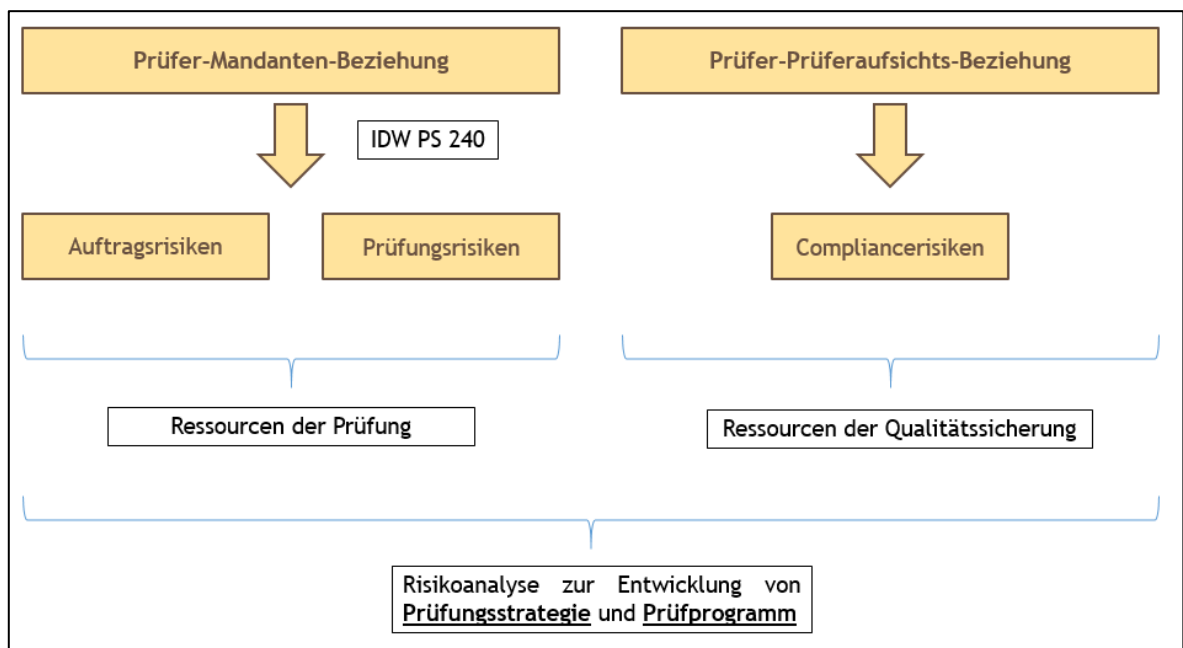 Prüfer-Mandanten-Beziehung
Prüfer-Prüferaufsichts-Beziehung
IDW PS 240
Auftragsrisiken
Prüfungsrisiken
Compliancerisiken
Ressourcen der Prüfung
Ressourcen der Qualitätssicherung
Risikoanalyse zur Entwicklung von
Prüfungsstrategie und Prüfprogramm